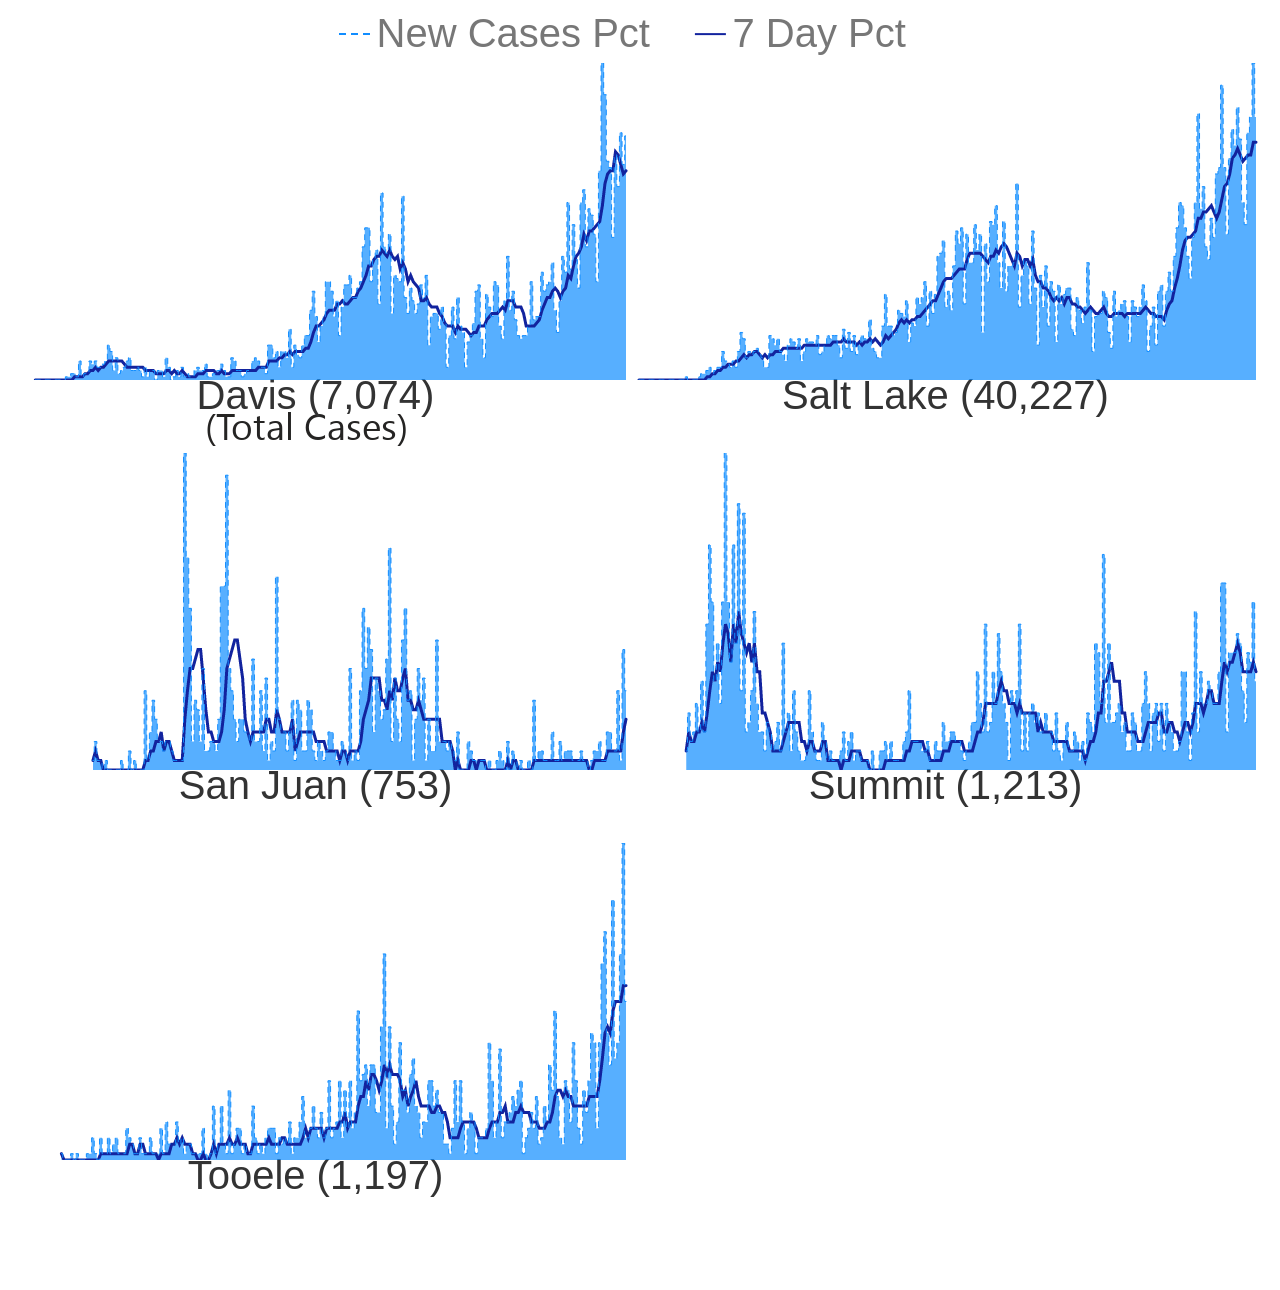 New Cases Pct 7 Day Pct
Davis (7,074) Salt Lake (40,227)
(Total Cases)
San Juan (753) Summit (1,213)
Tooele (1,197)